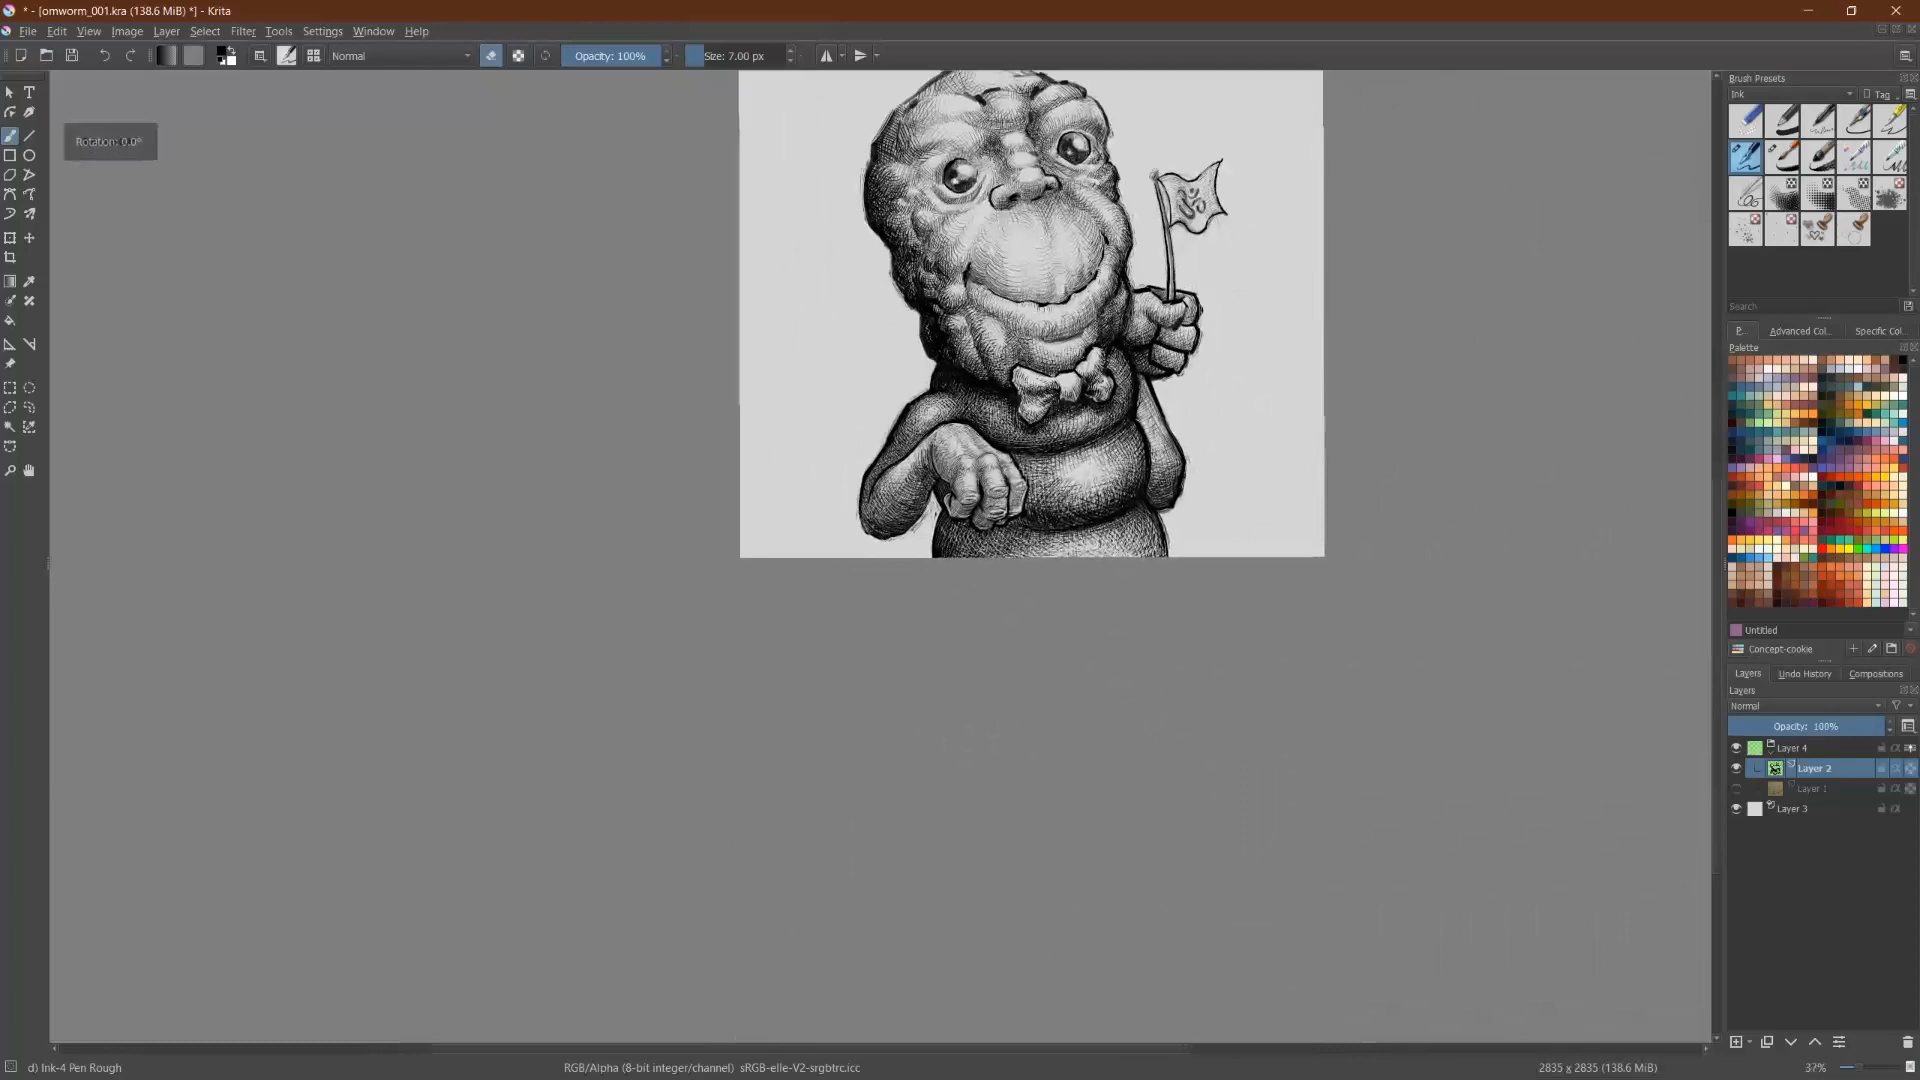 * - [omworm_001.kra (138.6 MiB) *] - Krita
File Edit View Image Layer Select Filter Tools Settings Window Help
Normal Opacity: 100% Size: 7.00 px
Rotation: 0.0°
ॐ
Brush Presets
Ink Tag
Search
P... Advanced Col... Specific Col...
Palette
Untitled
Concept-cookie
Layers Undo History Compositions
Layers
Normal
Opacity: 100%
Layer 4
Layer 2
Layer 1
Layer 3
d) Ink-4 Pen Rough RGB/Alpha (8-bit integer/channel) sRGB-elle-V2-srgbtrc.icc 2835 x 2835 (138.6 MiB) 37%